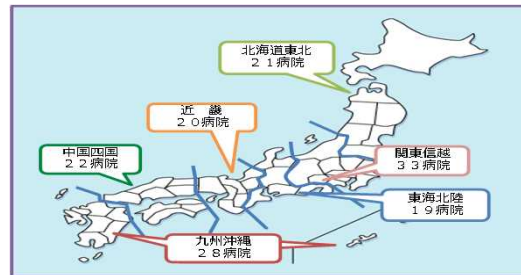 北海道東北
２１病院
近　畿
２０病院
中国四国
２２病院
関東信越
３３病院
東海北陸
１９病院
九州沖縄
２８病院